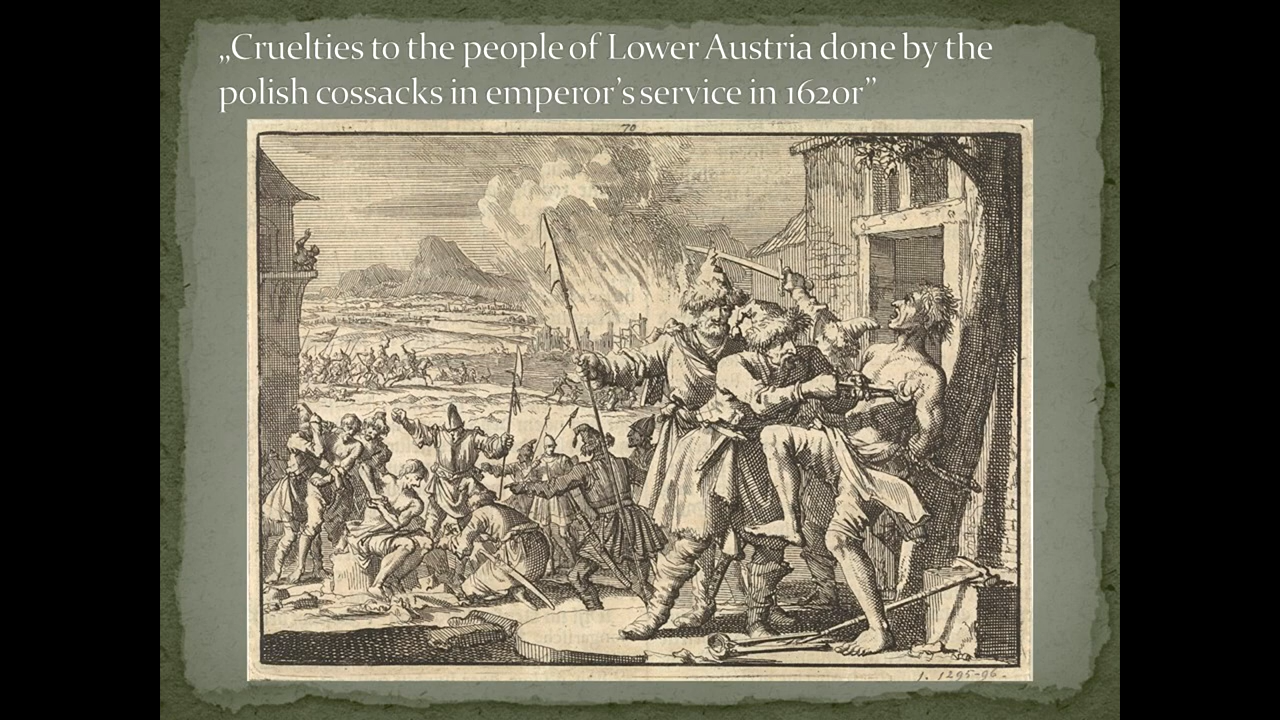 „Cruelties to the people of Lower Austria done by the
polish cossacks in emperor’s service in 1620r”
70
1. 1295-96.